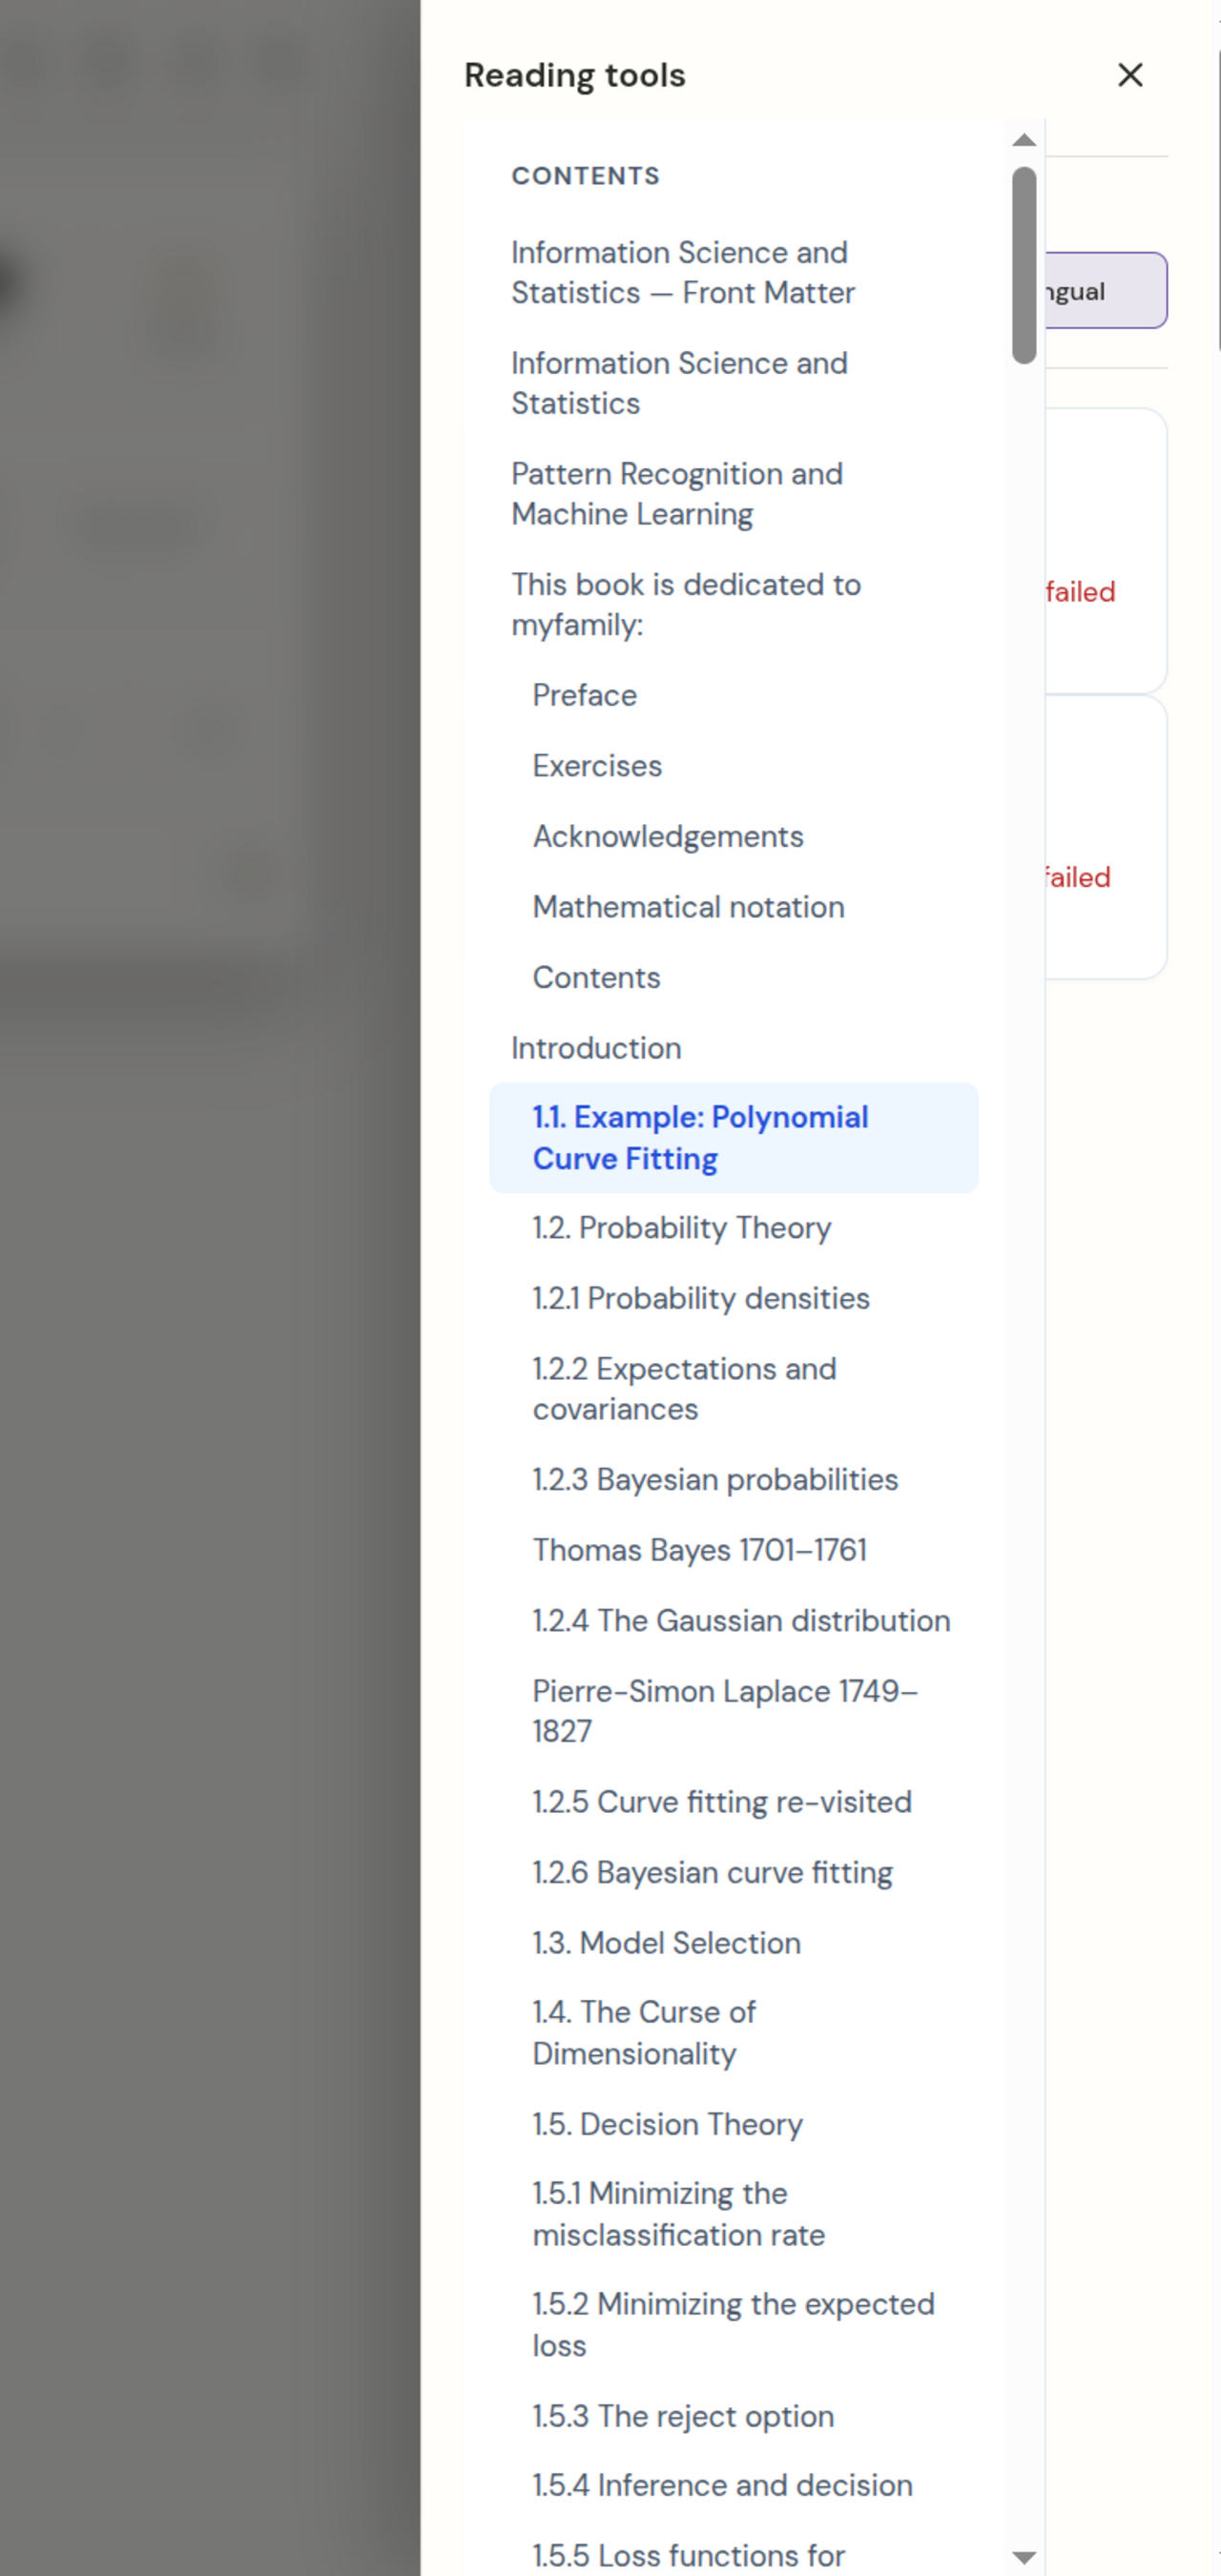 Reading tools
CONTENTS
Information Science and
Statistics — Front Matter
ngual
Information Science and
Statistics
Pattern Recognition and
Machine Learning
This book is dedicated to
failed
myfamily:
Preface
Exercises
Acknowledgements
failed
Mathematical notation
Contents
Introduction
1.1. Example: Polynomial
Curve Fitting
1.2. Probability Theory
1.2.1 Probability densities
1.2.2 Expectations and
covariances
1.2.3 Bayesian probabilities
Thomas Bayes 1701–1761
1.2.4 The Gaussian distribution
Pierre-Simon Laplace 1749–
1827
1.2.5 Curve fitting re-visited
1.2.6 Bayesian curve fitting
1.3. Model Selection
1.4. The Curse of
Dimensionality
1.5. Decision Theory
1.5.1 Minimizing the
misclassification rate
1.5.2 Minimizing the expected
loss
1.5.3 The reject option
1.5.4 Inference and decision
1.5.5 Loss functions for